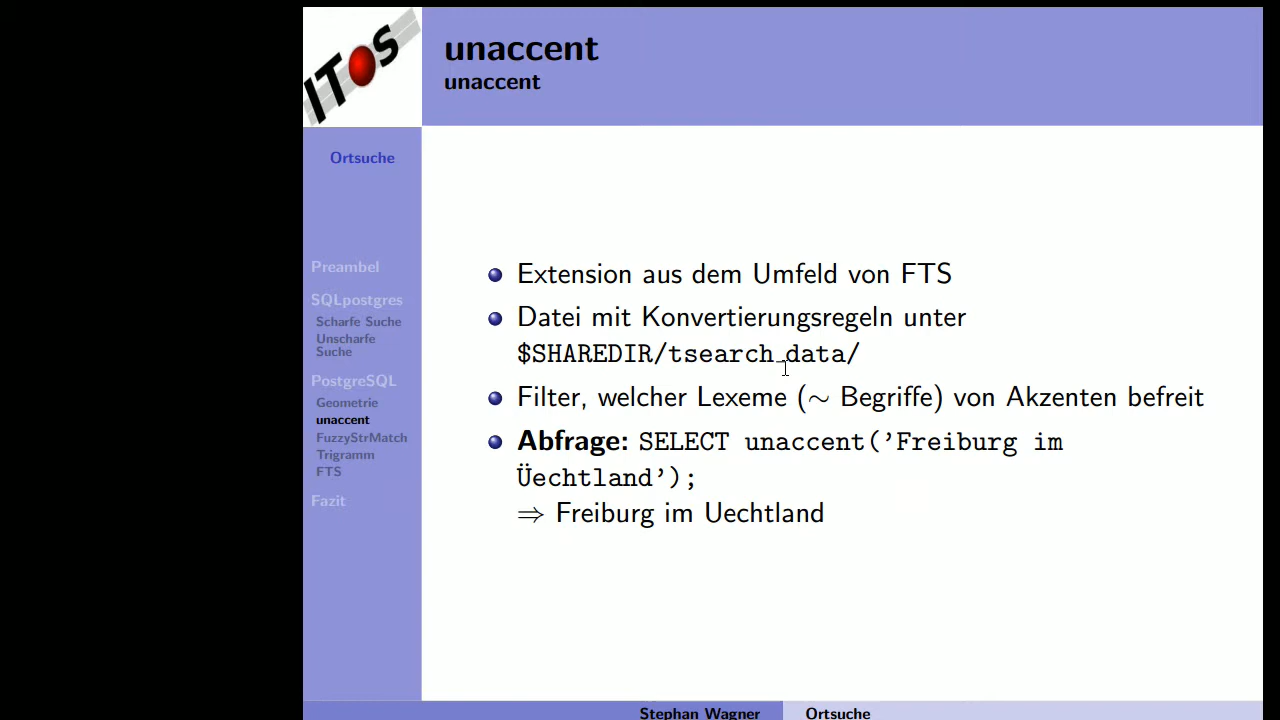 ITOS
unaccent
unaccent
Ortsuche
Preambel
SQLpostgres
Scharfe Suche
Unscharfe
Suche
PostgreSQL
Geometrie
unaccent
FuzzyStrMatch
Trigramm
FTS
Fazit
Extension aus dem Umfeld von FTS
Datei mit Konvertierungsregeln unter
$SHAREDIR/tsearch_data/
Filter, welcher Lexeme (∼ Begriffe) von Akzenten befreit
Abfrage: SELECT unaccent('Freiburg im
Üechtland');
⇒ Freiburg im Uechtland
Stephan Wagner
Ortsuche